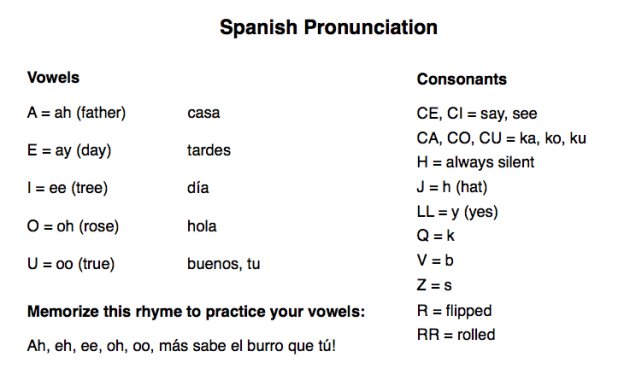 Spanish Pronunciation
Vowels
A = ah (father) casa
E = ay (day) tardes
I = ee (tree) día
O = oh (rose) hola
U = oo (true) buenos, tu
Memorize this rhyme to practice your vowels:
Ah, eh, ee, oh, oo, más sabe el burro que tú!
Consonants
CE, CI = say, see
CA, CO, CU = ka, ko, ku
H = always silent
J = h (hat)
LL = y (yes)
Q = k
V = b
Z = s
R = flipped
RR = rolled